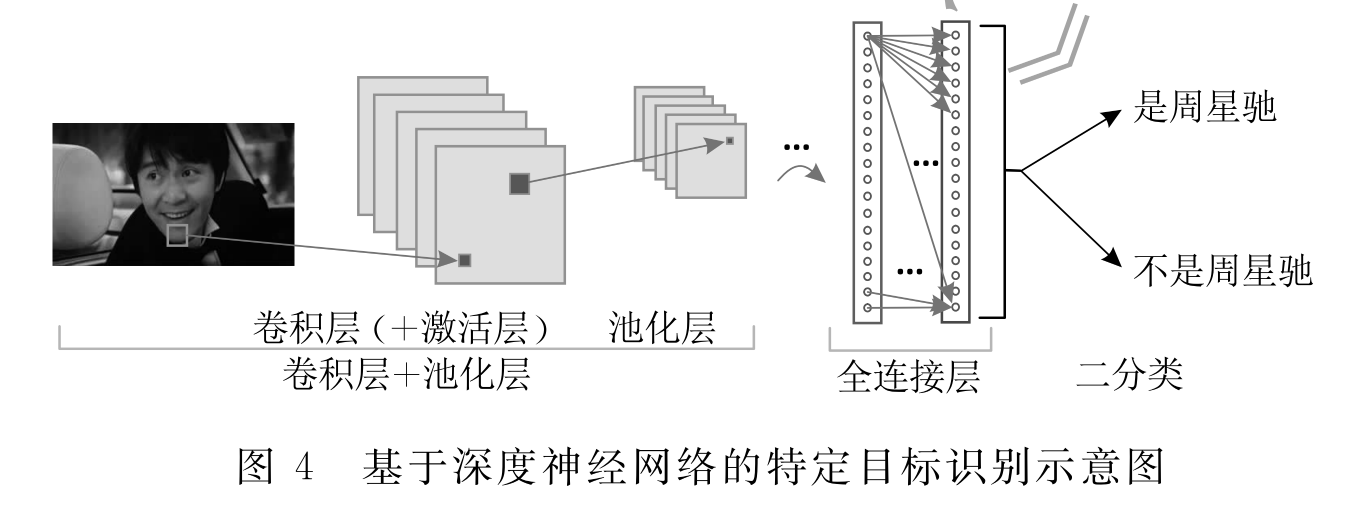 是周星驰
不是周星驰
卷积层（+激活层） 池化层
卷积层+池化层
全连接层
二分类
图 4 基于深度神经网络的特定目标识别示意图